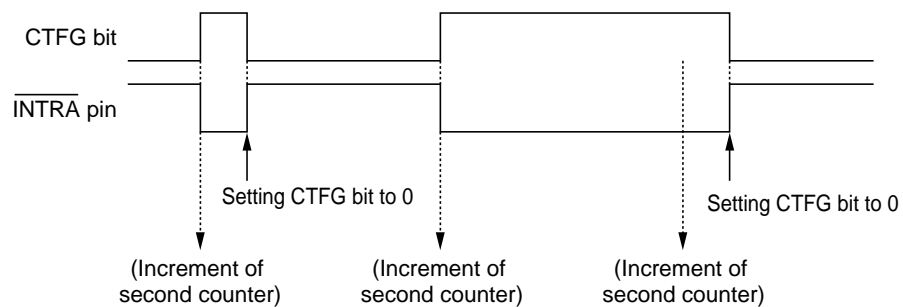 CTFG bit
INTRA pin
Setting CTFG bit to 0
Setting CTFG bit to 0
(Increment of
second counter)
(Increment of
second counter)
(Increment of
second counter)